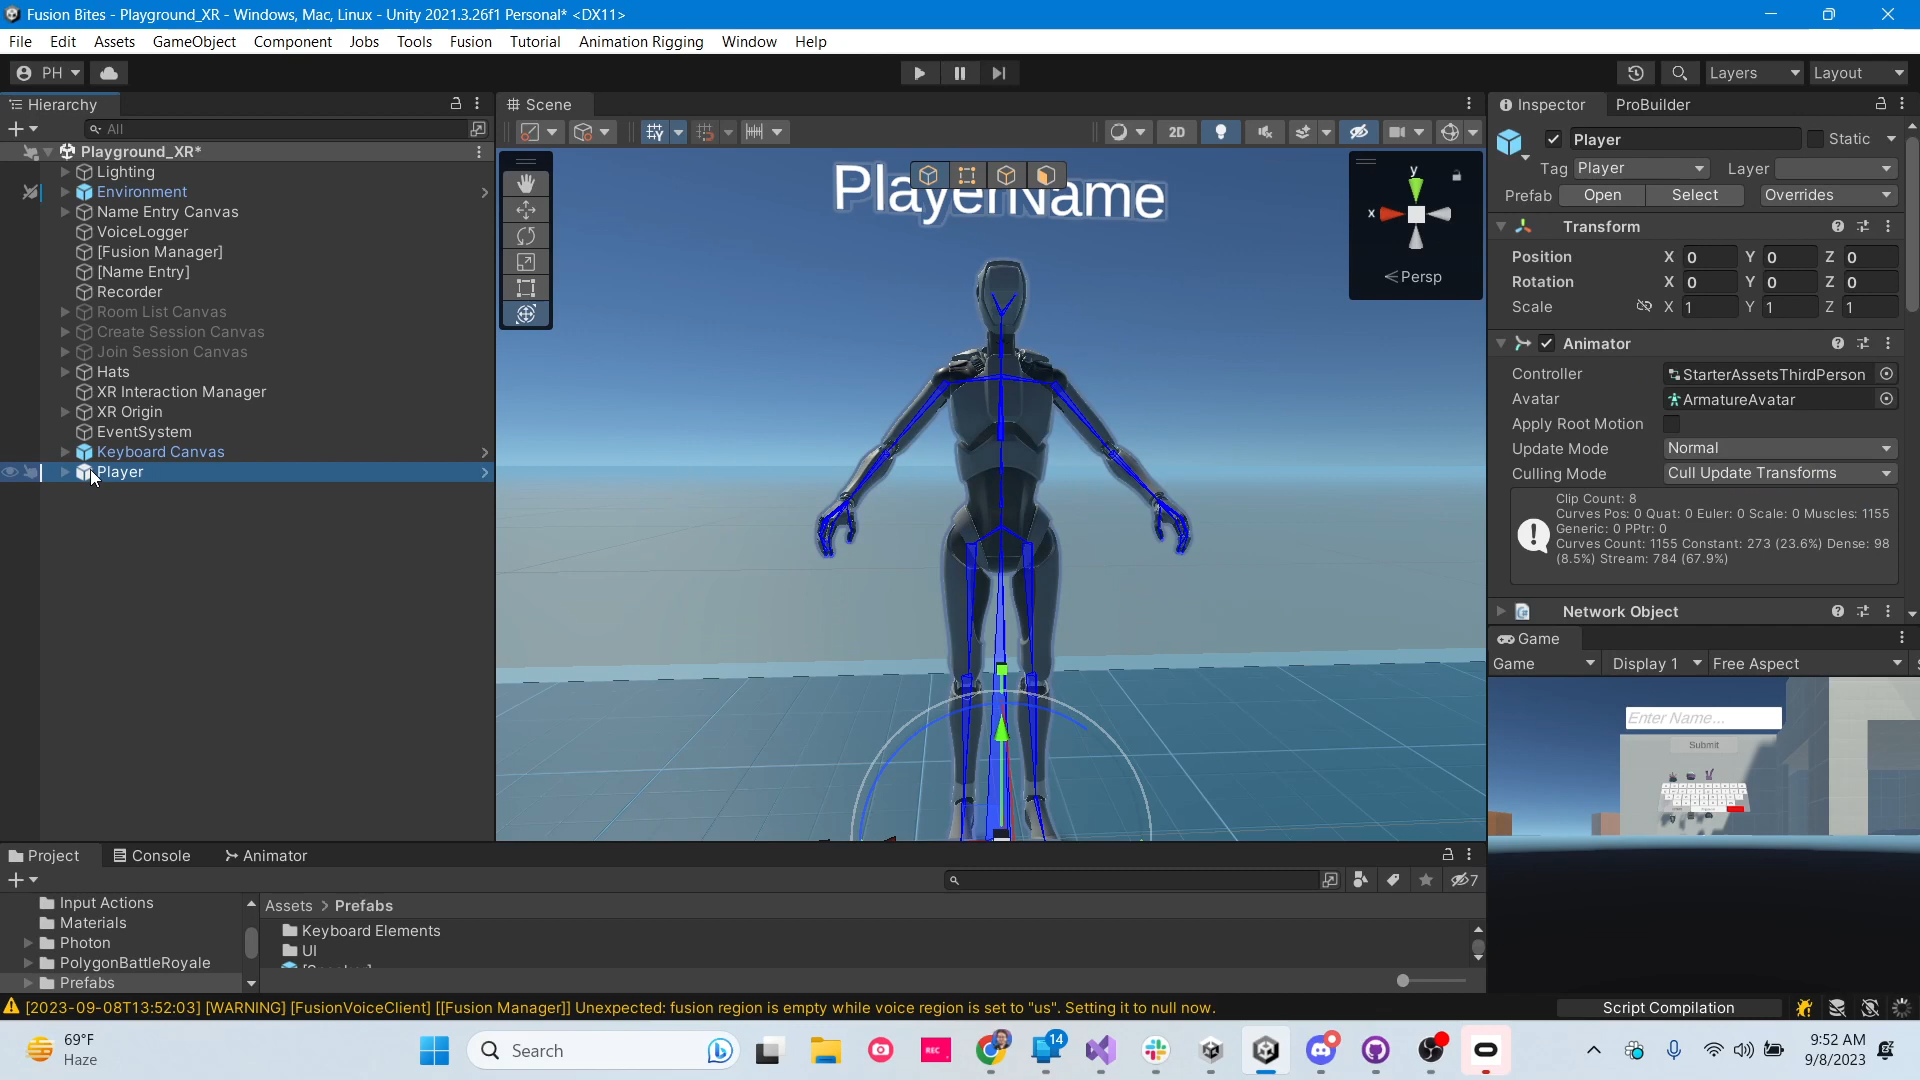 Fusion Bites - Playground_XR - Windows, Mac, Linux - Unity 2021.3.26f1 Personal* <DX11>
File Edit Assets GameObject Component Jobs Tools Fusion Tutorial Animation Rigging Window Help
PH Layers Layout
Hierarchy
All
Playground_XR*
Lighting
Environment
Name Entry Canvas
VoiceLogger
[Fusion Manager]
[Name Entry]
Recorder
Room List Canvas
Create Session Canvas
Join Session Canvas
Hats
XR Interaction Manager
XR Origin
EventSystem
Keyboard Canvas
Player
Scene
2D
PlayerName
y
x
Persp
Inspector ProBuilder
Player Static
Tag Player Layer
Prefab Open Select Overrides
Transform
Position X 0 Y 0 Z 0
Rotation X 0 Y 0 Z 0
Scale X 1 Y 1 Z 1
Animator
Controller StarterAssetsThirdPerson
Avatar ArmatureAvatar
Apply Root Motion
Update Mode Normal
Culling Mode Cull Update Transforms
Clip Count: 8
Curves Pos: 0 Quat: 0 Euler: 0 Scale: 0 Muscles: 1155
Generic: 0 PPtr: 0
Curves Count: 1155 Constant: 273 (23.6%) Dense: 98
(8.5%) Stream: 784 (67.9%)
Network Object
Game
Game Display 1 Free Aspect
Enter Name...
Submit
Project Console Animator
7
Input Actions
Materials
Photon
PolygonBattleRoyale
Prefabs
Assets > Prefabs
Keyboard Elements
UI
[2023-09-08T13:52:03] [WARNING] [FusionVoiceClient] [[Fusion Manager]] Unexpected: fusion region is empty while voice region is set to "us". Setting it to null now.
Script Compilation
69°F
Haze
Search
REC
14
9:52 AM
9/8/2023